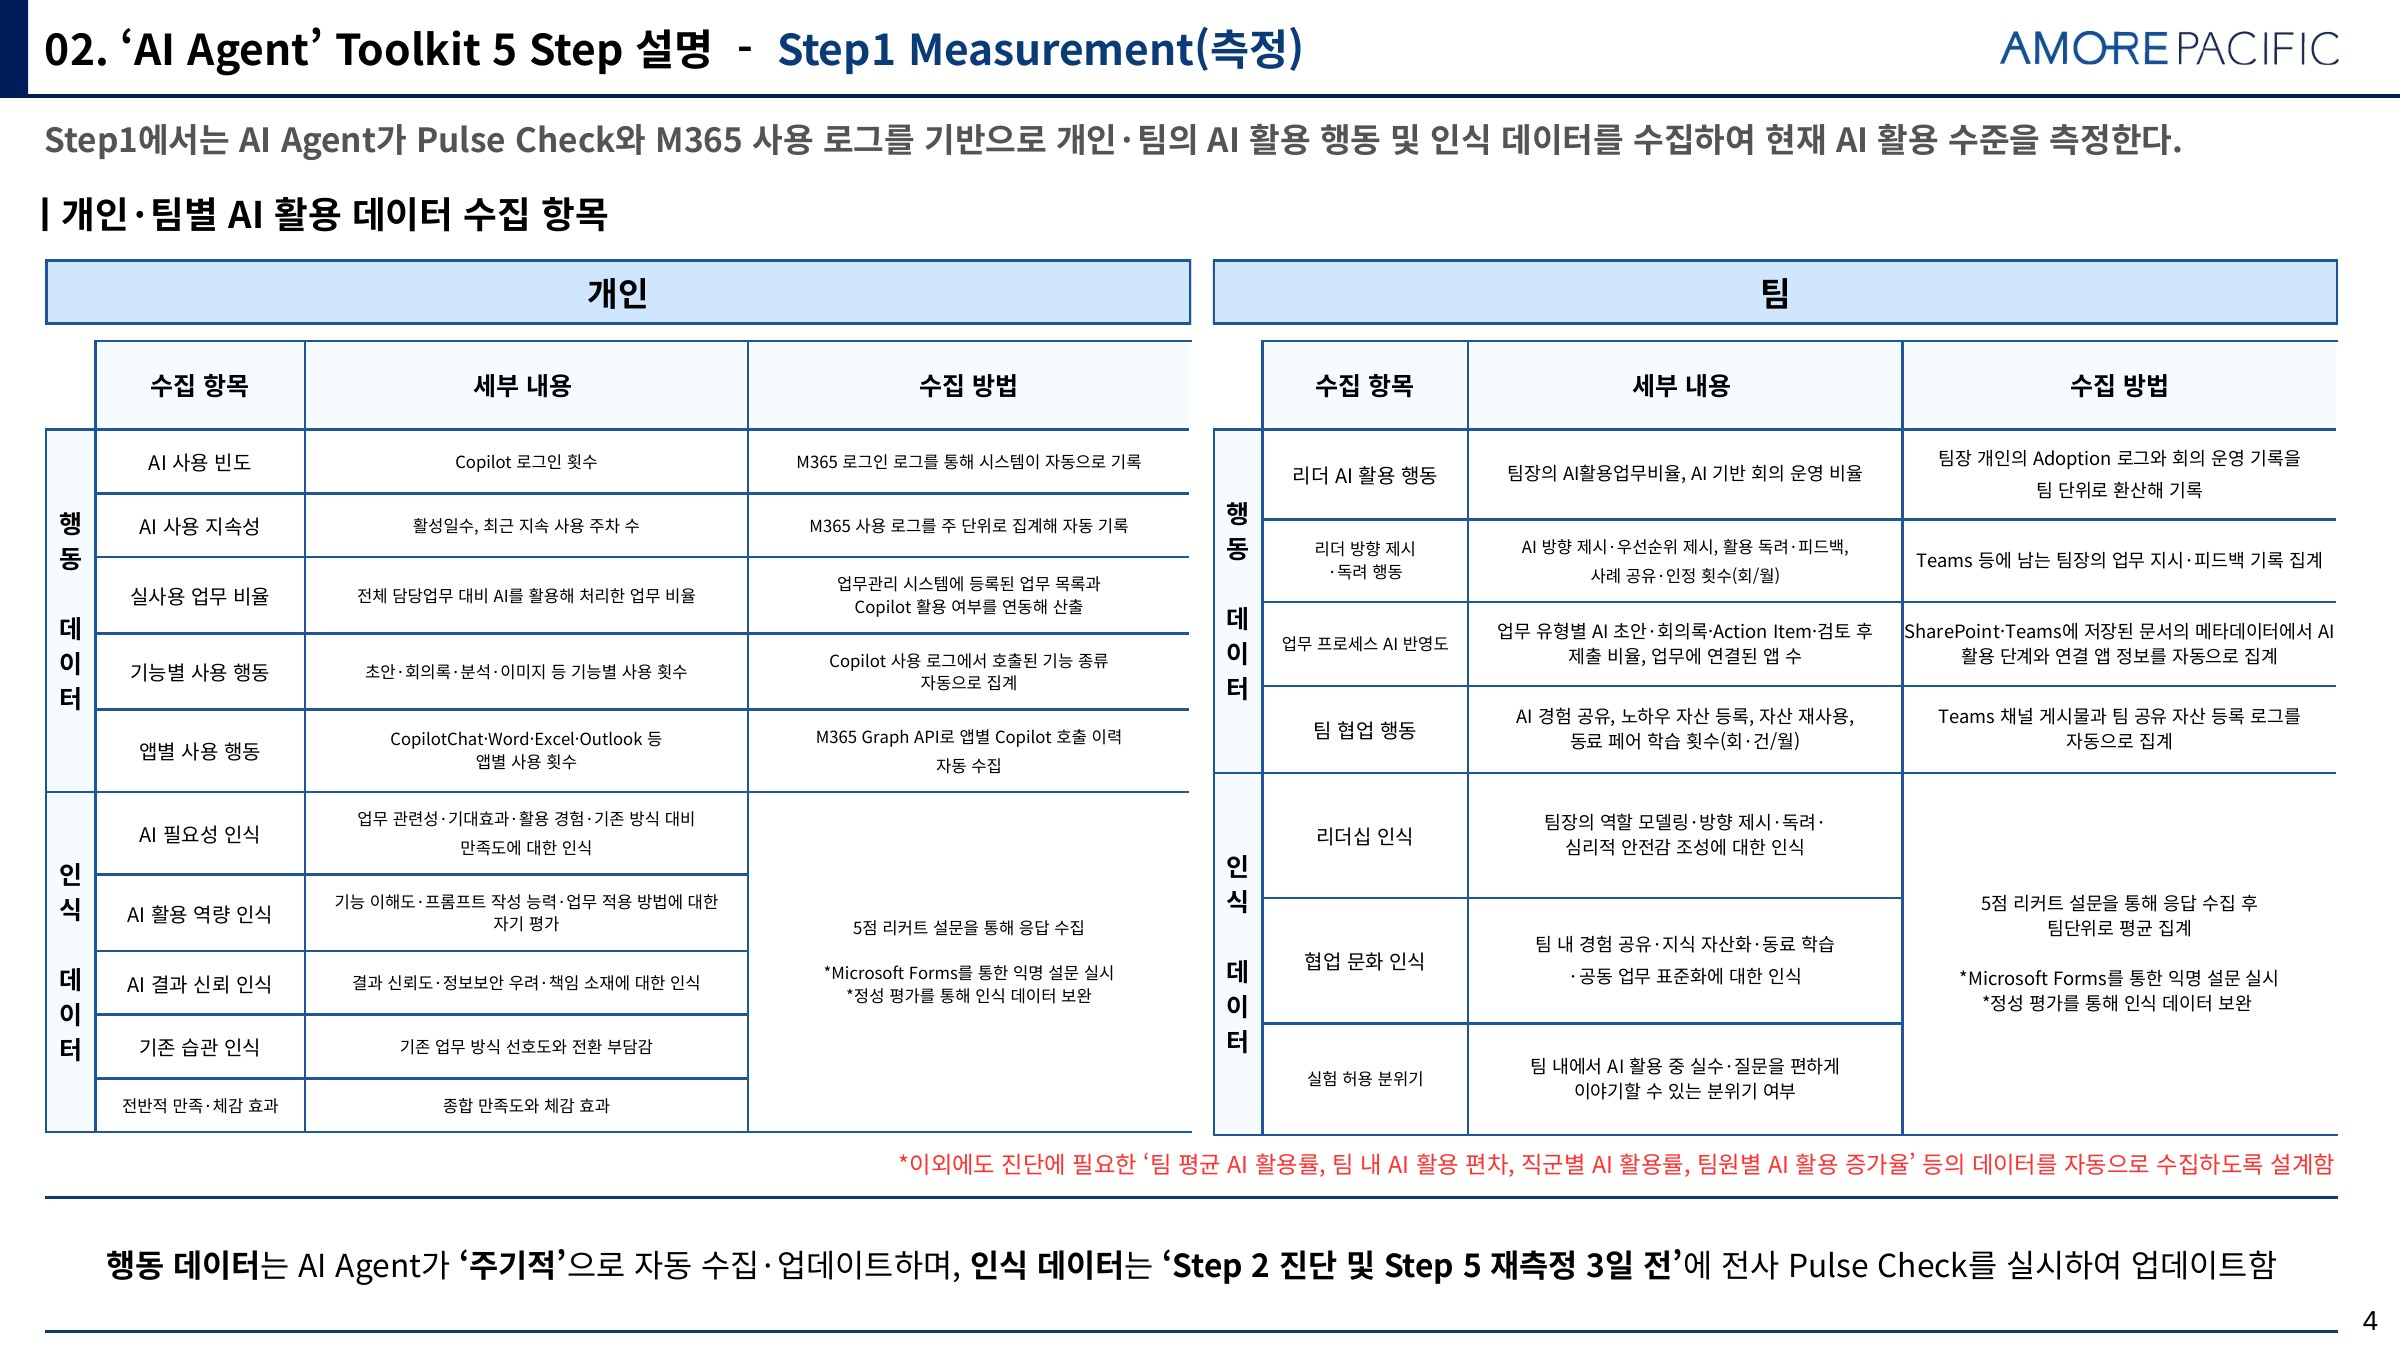 02. ‘AI Agent’ Toolkit 5 Step 설명 - Step1 Measurement(측정)
AMOREPACIFIC
Step1에서는 AI Agent가 Pulse Check와 M365 사용 로그를 기반으로 개인·팀의 AI 활용 행동 및 인식 데이터를 수집하여 현재 AI 활용 수준을 측정한다.
| 개인·팀별 AI 활용 데이터 수집 항목
개인
수집 항목
세부 내용
수집 방법
행동 데이터
AI 사용 빈도
Copilot 로그인 횟수
M365 로그인 로그를 통해 시스템이 자동으로 기록
AI 사용 지속성
활성일수, 최근 지속 사용 주차 수
M365 사용 로그를 주 단위로 집계해 자동 기록
실사용 업무 비율
전체 담당업무 대비 AI를 활용해 처리한 업무 비율
업무관리 시스템에 등록된 업무 목록과
Copilot 활용 여부를 연동해 산출
기능별 사용 행동
초안·회의록·분석·이미지 등 기능별 사용 횟수
Copilot 사용 로그에서 호출된 기능 종류
자동으로 집계
앱별 사용 행동
CopilotChat·Word·Excel·Outlook 등
앱별 사용 횟수
M365 Graph API로 앱별 Copilot 호출 이력
자동 수집
인식 데이터
AI 필요성 인식
업무 관련성·기대효과·활용 경험·기존 방식 대비
만족도에 대한 인식
AI 활용 역량 인식
기능 이해도·프롬프트 작성 능력·업무 적용 방법에 대한
자기 평가
AI 결과 신뢰 인식
결과 신뢰도·정보보안 우려·책임 소재에 대한 인식
기존 습관 인식
기존 업무 방식 선호도와 전환 부담감
전반적 만족·체감 효과
종합 만족도와 체감 효과
5점 리커트 설문을 통해 응답 수집
*Microsoft Forms를 통한 익명 설문 실시
*정성 평가를 통해 인식 데이터 보완
팀
수집 항목
세부 내용
수집 방법
행동 데이터
리더 AI 활용 행동
팀장의 AI활용업무비율, AI 기반 회의 운영 비율
팀장 개인의 Adoption 로그와 회의 운영 기록을
팀 단위로 환산해 기록
리더 방향 제시
·독려 행동
AI 방향 제시·우선순위 제시, 활용 독려·피드백,
사례 공유·인정 횟수(회/월)
Teams 등에 남는 팀장의 업무 지시·피드백 기록 집계
업무 프로세스 AI 반영도
업무 유형별 AI 초안·회의록·Action Item·검토 후
제출 비율, 업무에 연결된 앱 수
SharePoint·Teams에 저장된 문서의 메타데이터에서 AI
활용 단계와 연결 앱 정보를 자동으로 집계
팀 협업 행동
AI 경험 공유, 노하우 자산 등록, 자산 재사용,
동료 페어 학습 횟수(회·건/월)
Teams 채널 게시물과 팀 공유 자산 등록 로그를
자동으로 집계
인식 데이터
리더십 인식
팀장의 역할 모델링·방향 제시·독려·
심리적 안전감 조성에 대한 인식
협업 문화 인식
팀 내 경험 공유·지식 자산화·동료 학습
·공동 업무 표준화에 대한 인식
실험 허용 분위기
팀 내에서 AI 활용 중 실수·질문을 편하게
이야기할 수 있는 분위기 여부
5점 리커트 설문을 통해 응답 수집 후
팀단위로 평균 집계
*Microsoft Forms를 통한 익명 설문 실시
*정성 평가를 통해 인식 데이터 보완
*이외에도 진단에 필요한 ‘팀 평균 AI 활용률, 팀 내 AI 활용 편차, 직군별 AI 활용률, 팀원별 AI 활용 증가율’ 등의 데이터를 자동으로 수집하도록 설계함
행동 데이터는 AI Agent가 ‘주기적’으로 자동 수집·업데이트하며, 인식 데이터는 ‘Step 2 진단 및 Step 5 재측정 3일 전’에 전사 Pulse Check를 실시하여 업데이트함
4